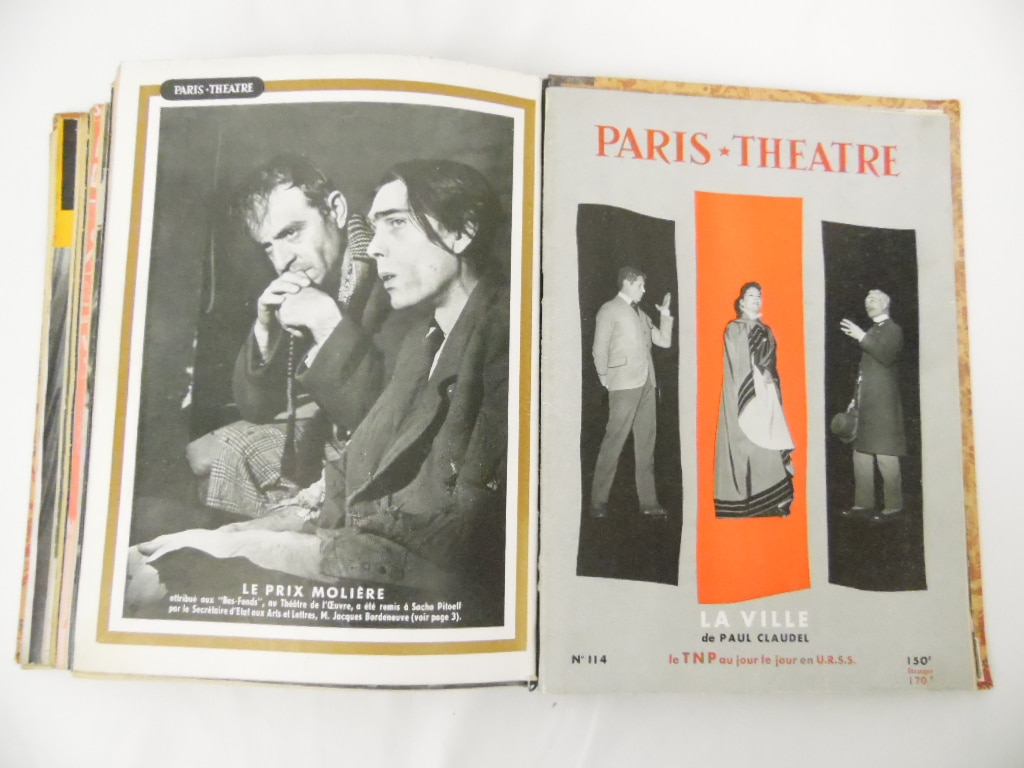 PARIS • THEATRE
LE PRIX MOLIÈRE
attribué aux "Bas-Fonds", au Théâtre de l'Œuvre, a été remis à Sacha Pitoëff
par le Secrétaire d'Etat aux Arts et Lettres, M. Jacques Bordeneuve (voir page 3).
PARIS ★ THEATRE
LA VILLE
de PAUL CLAUDEL
N° 114
le TNP au jour le jour en U.R.S.S.
150F
Etranger
170F